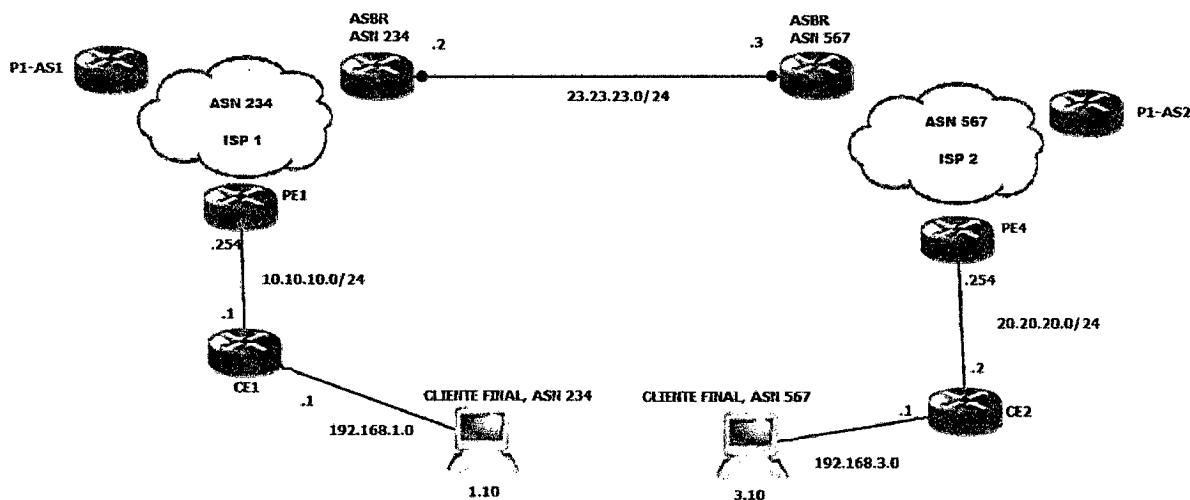 ASBR
ASN 234
ASBR
ASN 567
.2
.3
P1-AS1
23.23.23.0/24
ASN 234
ISP 1
P1-AS2
ASN 567
ISP 2
PE1
PE4
.254
.254
10.10.10.0/24
20.20.20.0/24
.1
.2
CE1
CE2
.1
CLIENTE FINAL, ASN 234
CLIENTE FINAL, ASN 567
.1
192.168.1.0
192.168.3.0
1.10
3.10